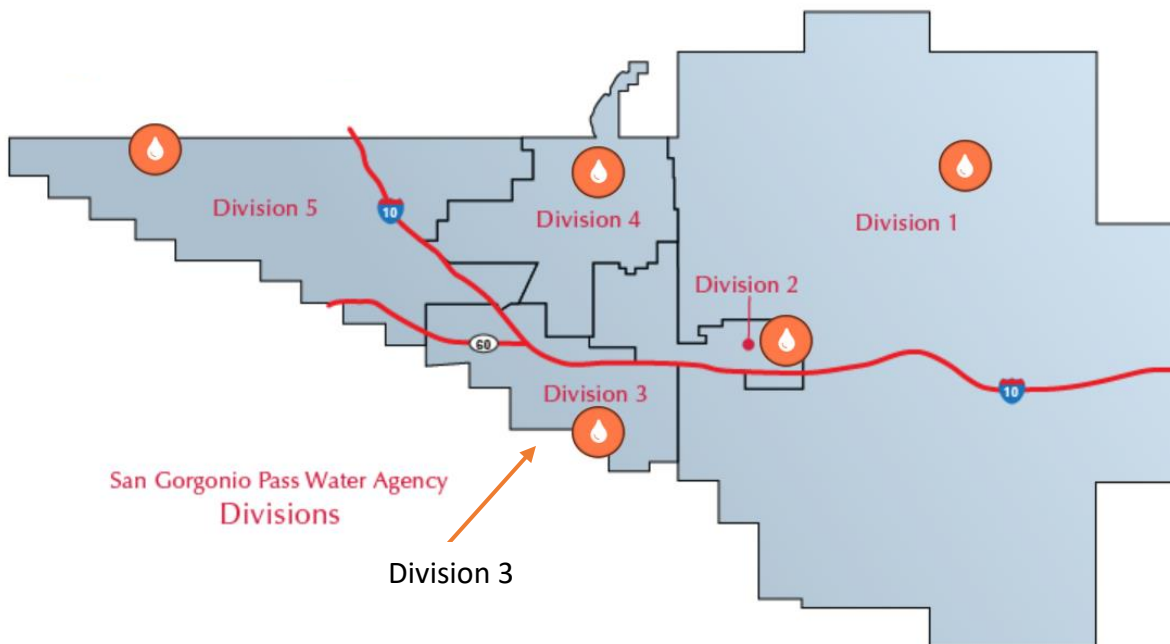 Division 5
10
Division 4
Division 1
Division 2
60
10
Division 3
San Gorgonio Pass Water Agency
Divisions
Division 3